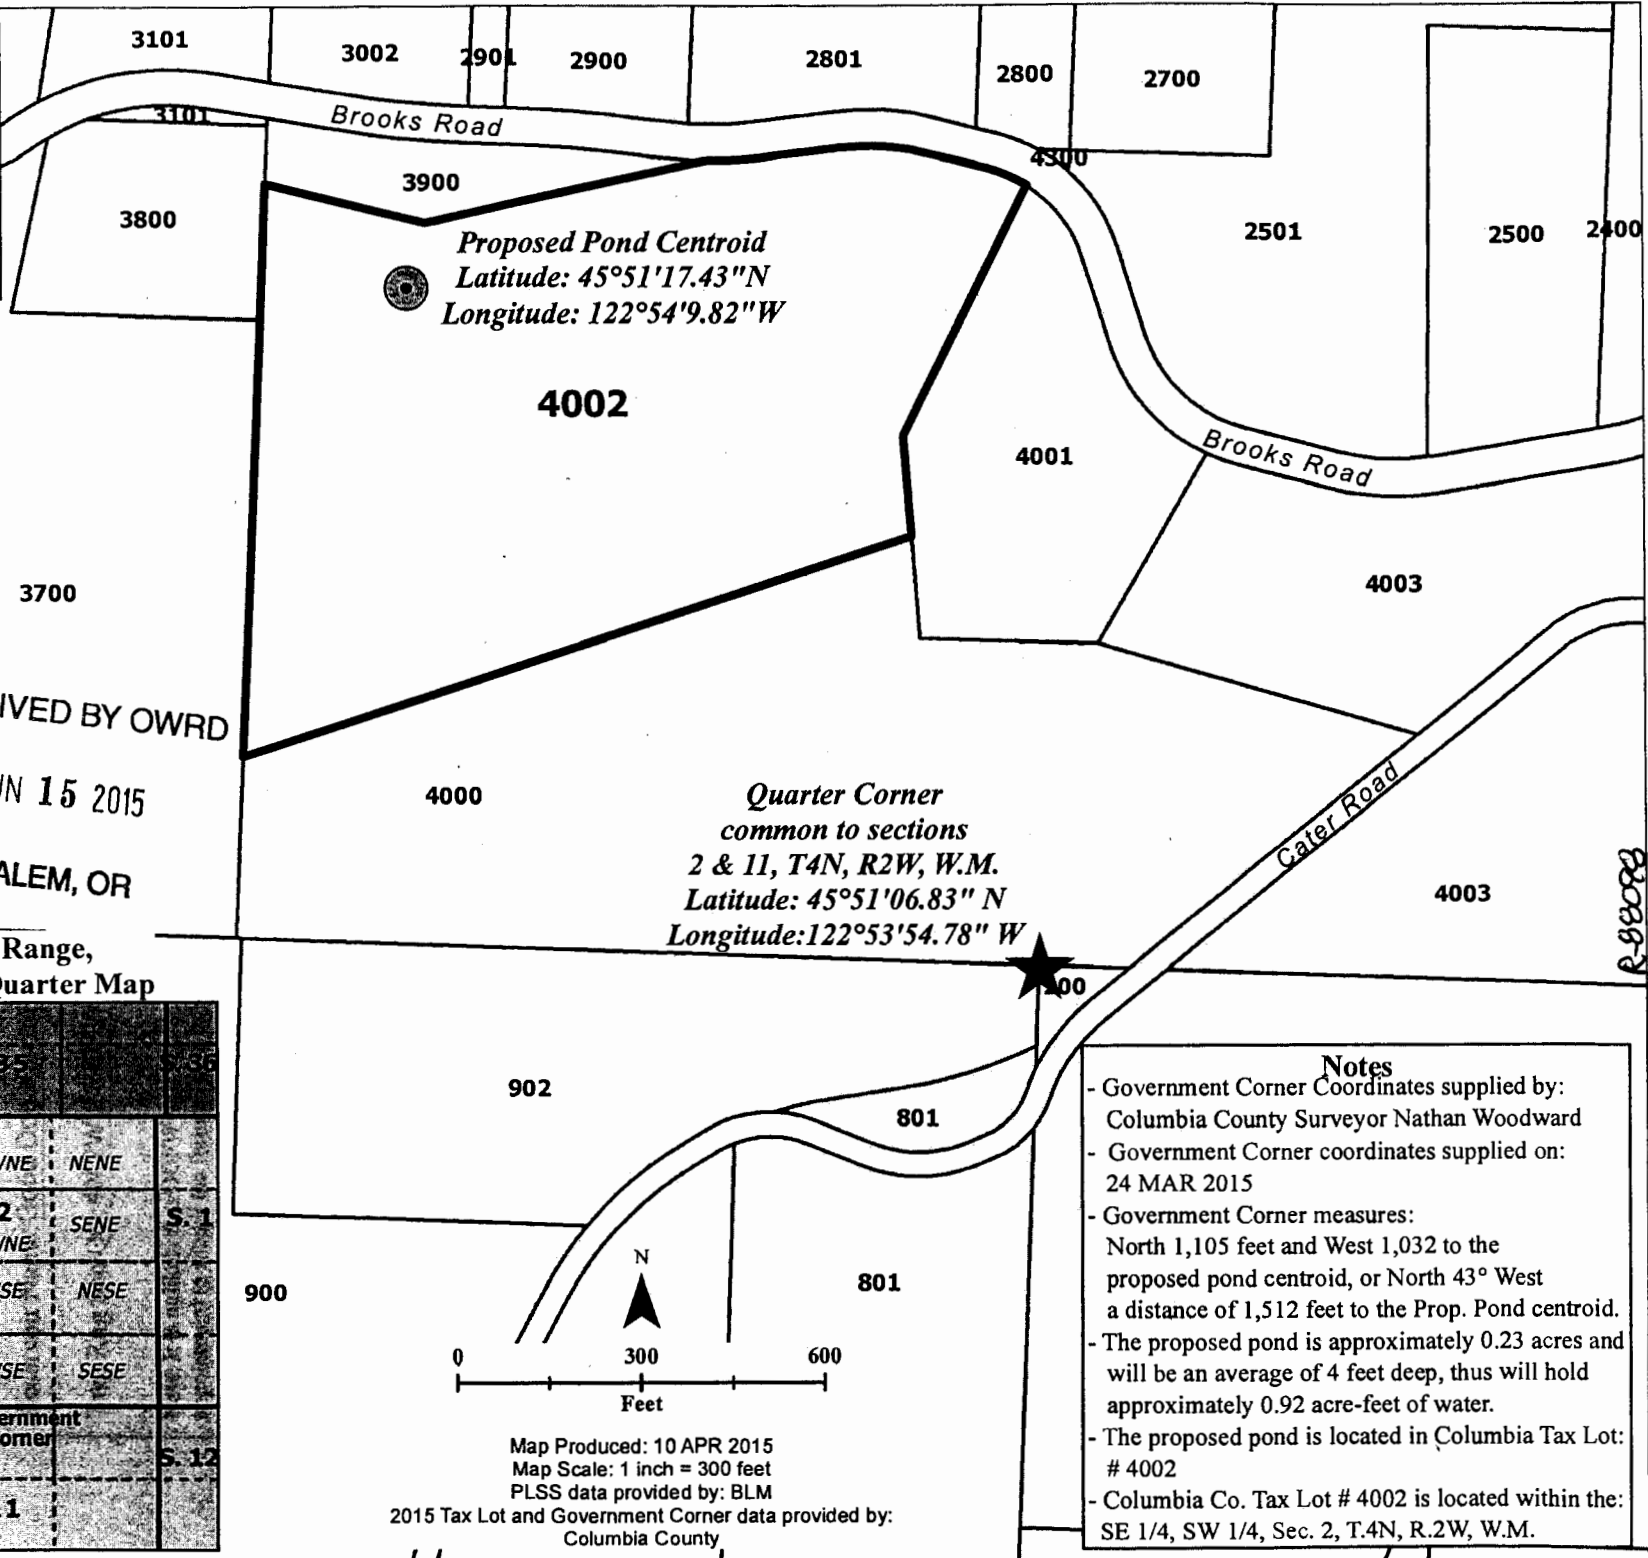 3101
3002
2901
2900
2801
2800
2700
3101
Brooks Road
4300
3900
3800
2501
2500
2400
Proposed Pond Centroid
Latitude: 45°51'17.43"N
Longitude: 122°54'9.82"W
4002
4001
Brooks Road
4003
3700
IVED BY OWRD
15 2015
ALEM, OR
4000
Quarter Corner
common to sections
2 & 11, T4N, R2W, W.M.
Latitude: 45°51'06.83" N
Longitude:122°53'54.78" W
Cater Road
4003
R-88098
Range,
Quarter Map
902
801
900
801
NENE
SENE
S. 1
NESE
SESE
S. 12
N
0 300 600
Feet
Map Produced: 10 APR 2015
Map Scale: 1 inch = 300 feet
PLSS data provided by: BLM
2015 Tax Lot and Government Corner data provided by:
Columbia County
Notes
- Government Corner Coordinates supplied by:
Columbia County Surveyor Nathan Woodward
- Government Corner coordinates supplied on:
24 MAR 2015
- Government Corner measures:
North 1,105 feet and West 1,032 to the
proposed pond centroid, or North 43° West
a distance of 1,512 feet to the Prop. Pond centroid.
- The proposed pond is approximately 0.23 acres and
will be an average of 4 feet deep, thus will hold
approximately 0.92 acre-feet of water.
- The proposed pond is located in Columbia Tax Lot:
# 4002
- Columbia Co. Tax Lot # 4002 is located within the:
SE 1/4, SW 1/4, Sec. 2, T.4N, R.2W, W.M.